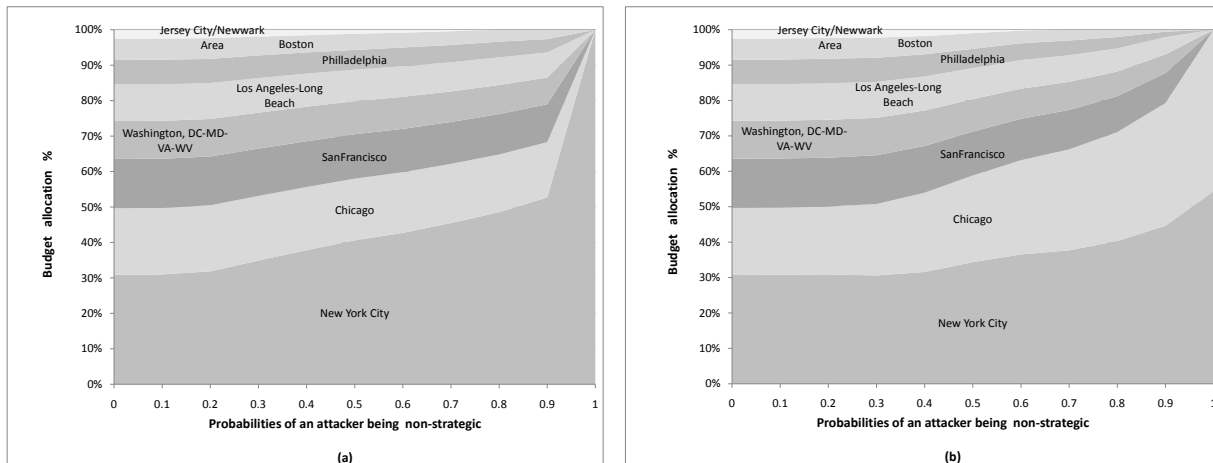 100%
90%
80%
70%
60%
50%
40%
30%
20%
10%
0%
Budget allocation %
Jersey City/Newwark
Area
Boston
Philladelphia
Los Angeles-Long
Beach
Washington, DC-MD-
VA-WV
SanFrancisco
Chicago
New York City
0 0.1 0.2 0.3 0.4 0.5 0.6 0.7 0.8 0.9 1
Probabilities of an attacker being non-strategic
(a)
100%
90%
80%
70%
60%
50%
40%
30%
20%
10%
0%
Budget allocation %
Jersey City/Newwark
Area
Boston
Philladelphia
Los Angeles-Long
Beach
Washington, DC-MD-
VA-WV
SanFrancisco
Chicago
New York City
0 0.1 0.2 0.3 0.4 0.5 0.6 0.7 0.8 0.9 1
Probabilities of an attacker being non-strategic
(b)